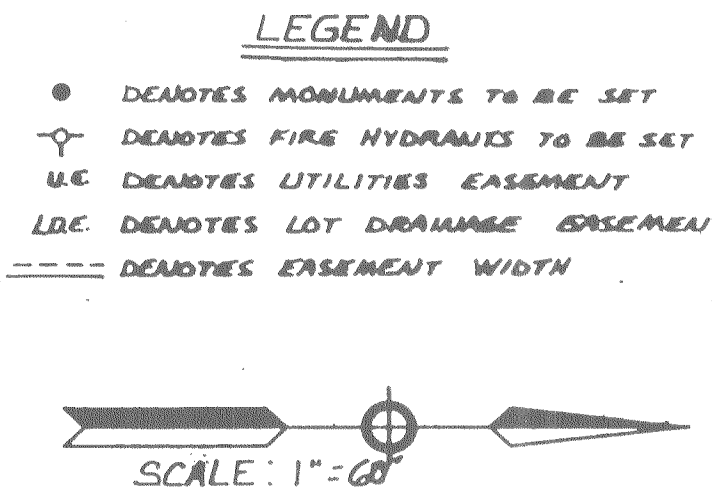 LEGEND
DENOTES MONUMENTS TO BE SET
DENOTES FIRE HYDRANTS TO BE SET
U.E DENOTES UTILITIES EASEMENT
L.D.E. DENOTES LOT DRAINAGE EASEMEN
DENOTES EASEMENT WIDTH
SCALE: 1"=60'